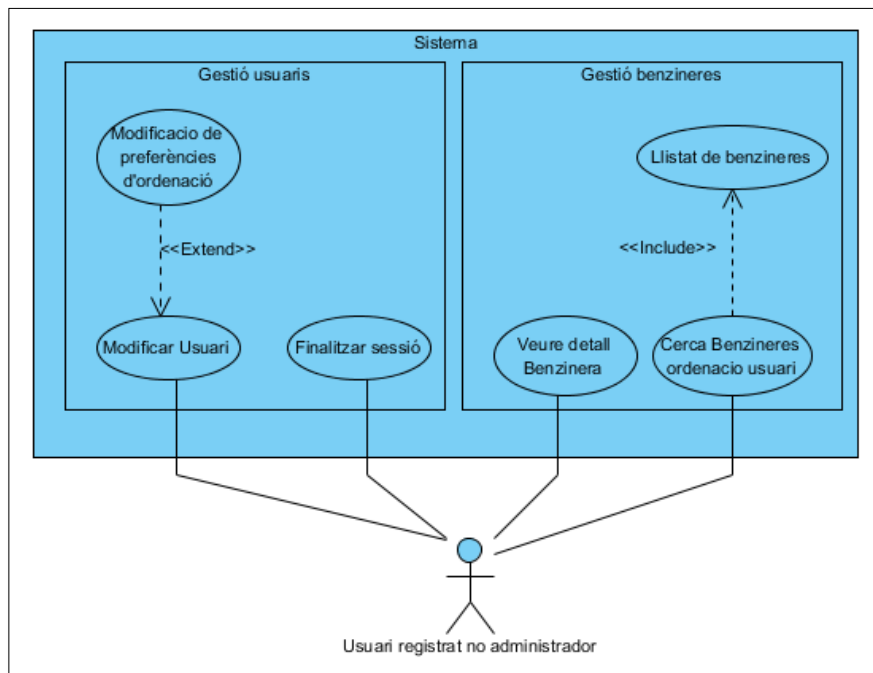 Sistema
Gestió usuaris
Modificacio de
preferències
d'ordenació
<<Extend>>
Modificar Usuari
Finalitzar sessió
Gestió benzineres
Llistat de benzineres
<<Include>>
Veure detall
Benzinera
Cerca Benzineres
ordenacio usuari
Usuari registrat no administrador